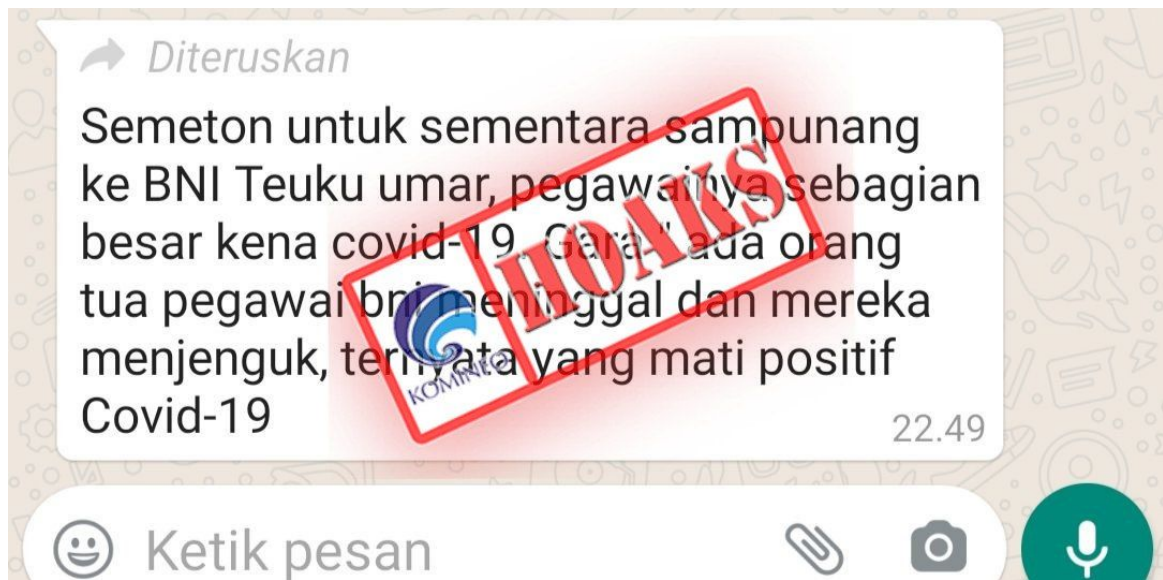 Diteruskan
Semeton untuk sementara sampunang
ke BNI Teuku umar, pegawainya sebagian
besar kena covid-19. Gara" ada orang
tua pegawai bni meninggal dan mereka
menjenguk, ternyata yang mati positif
Covid-19
22.49
HOAKS
KOMINFO
Ketik pesan